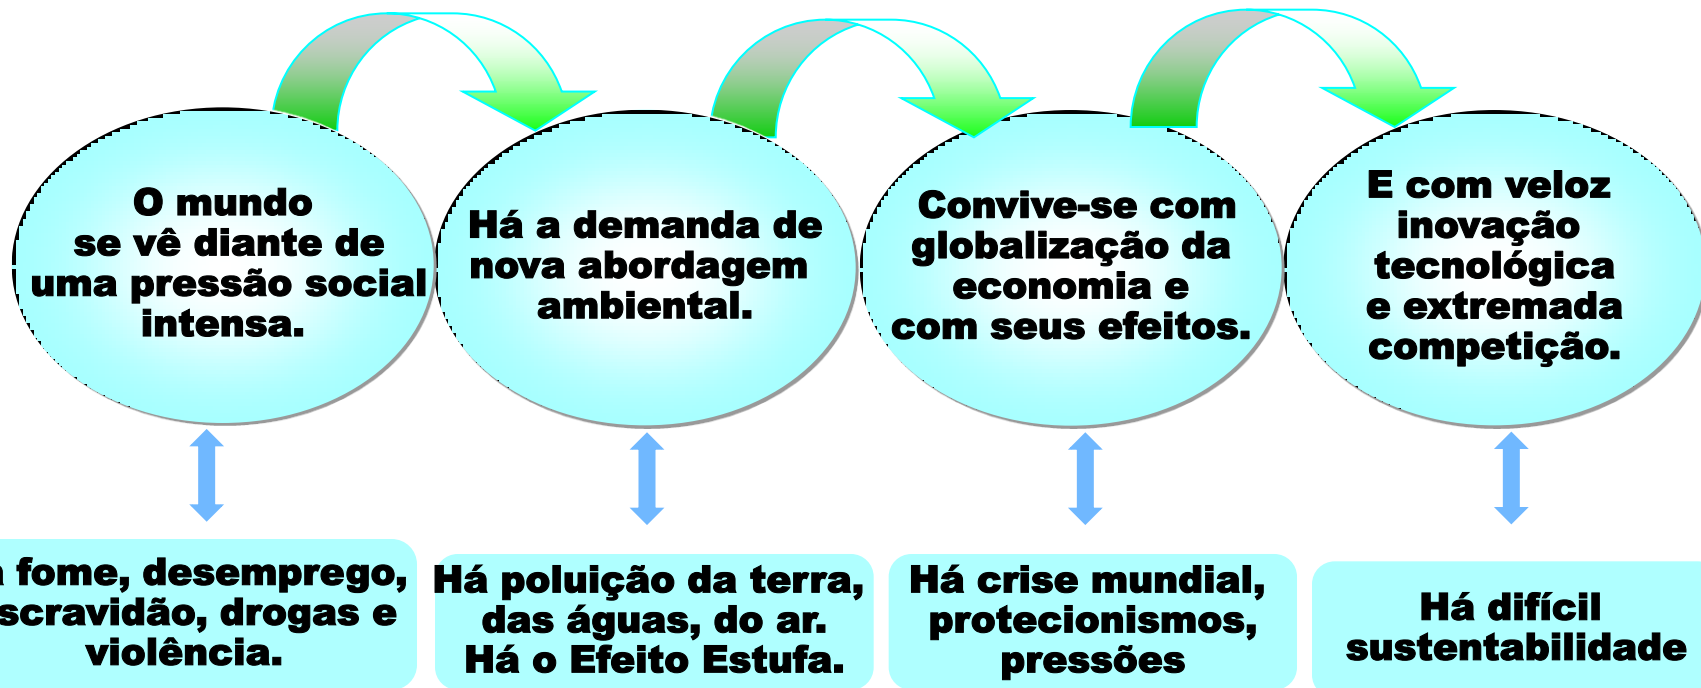 O mundo
se vê diante de
uma pressão social
intensa.
Há a demanda de
nova abordagem
ambiental.
Convive-se com
globalização da
economia e
com seus efeitos.
E com veloz
inovação
tecnológica
e extremada
competição.
fome, desemprego,
scravidão, drogas e
violência.
Há poluição da terra,
das águas, do ar.
Há o Efeito Estufa.
Há crise mundial,
protecionismos,
pressões
Há difícil
sustentabilidade